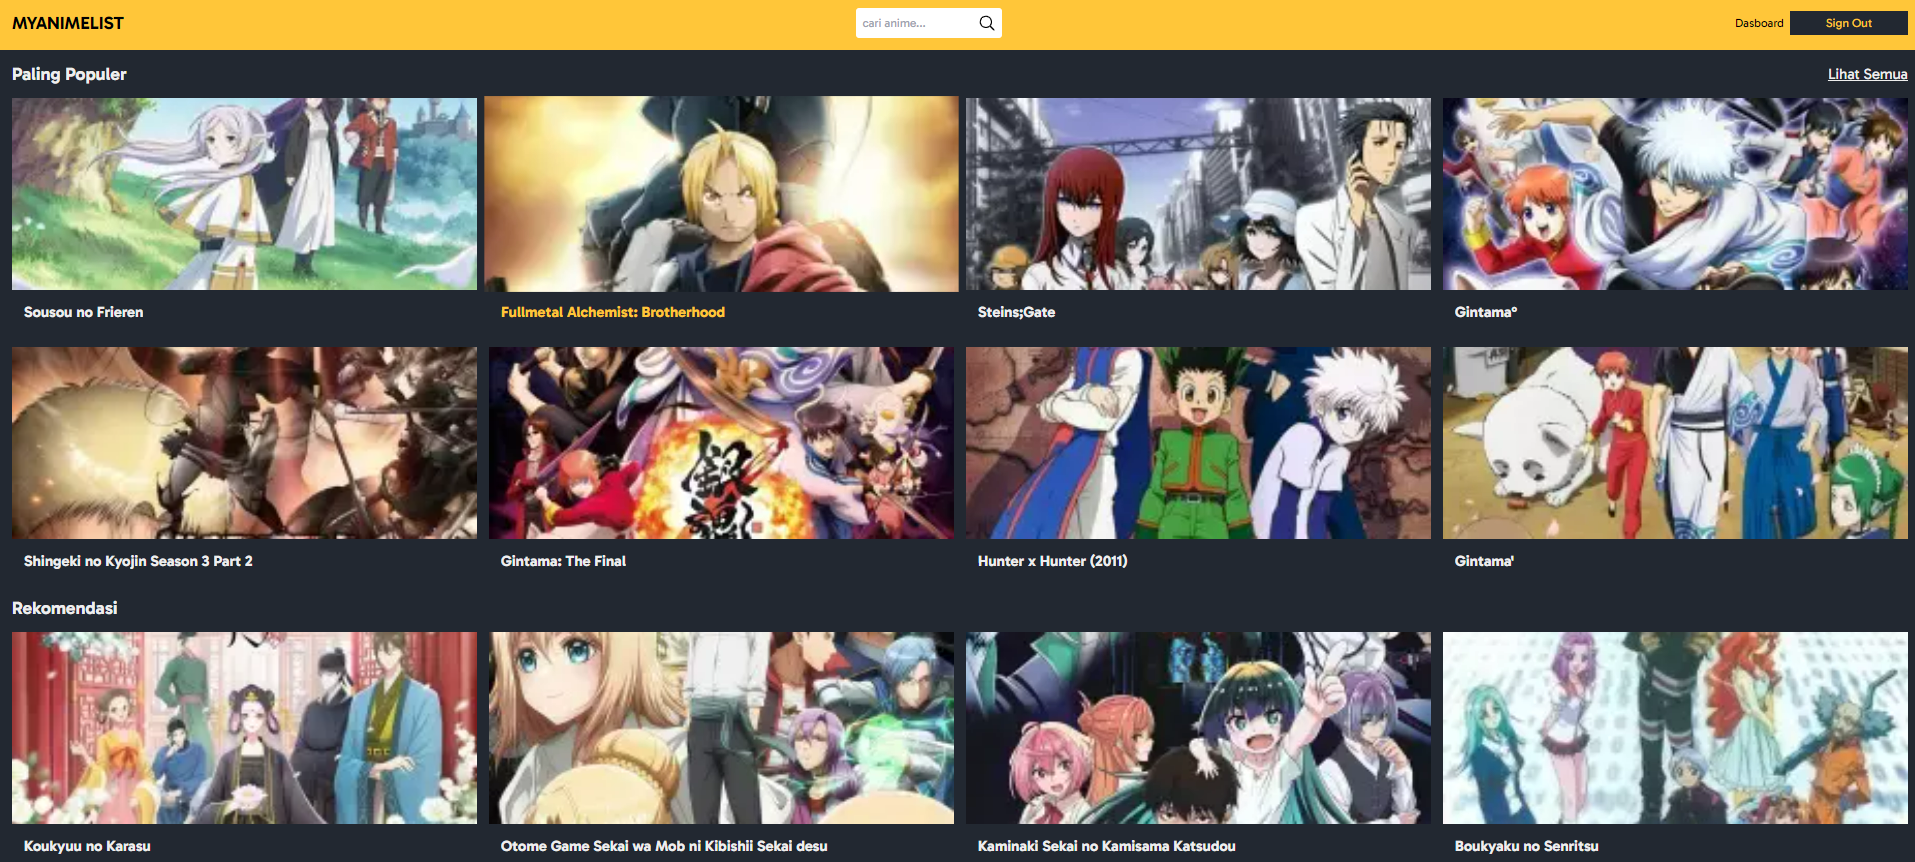 MYANIMELIST
cari anime...
Dasboard
Sign Out
Paling Populer
Lihat Semua
Sousou no Frieren
Fullmetal Alchemist: Brotherhood
Steins;Gate
Gintama°
Shingeki no Kyojin Season 3 Part 2
Gintama: The Final
Hunter x Hunter (2011)
Gintama'
Rekomendasi
Koukyuu no Karasu
Otome Game Sekai wa Mob ni Kibishii Sekai desu
Kaminaki Sekai no Kamisama Katsudou
Boukyaku no Senritsu